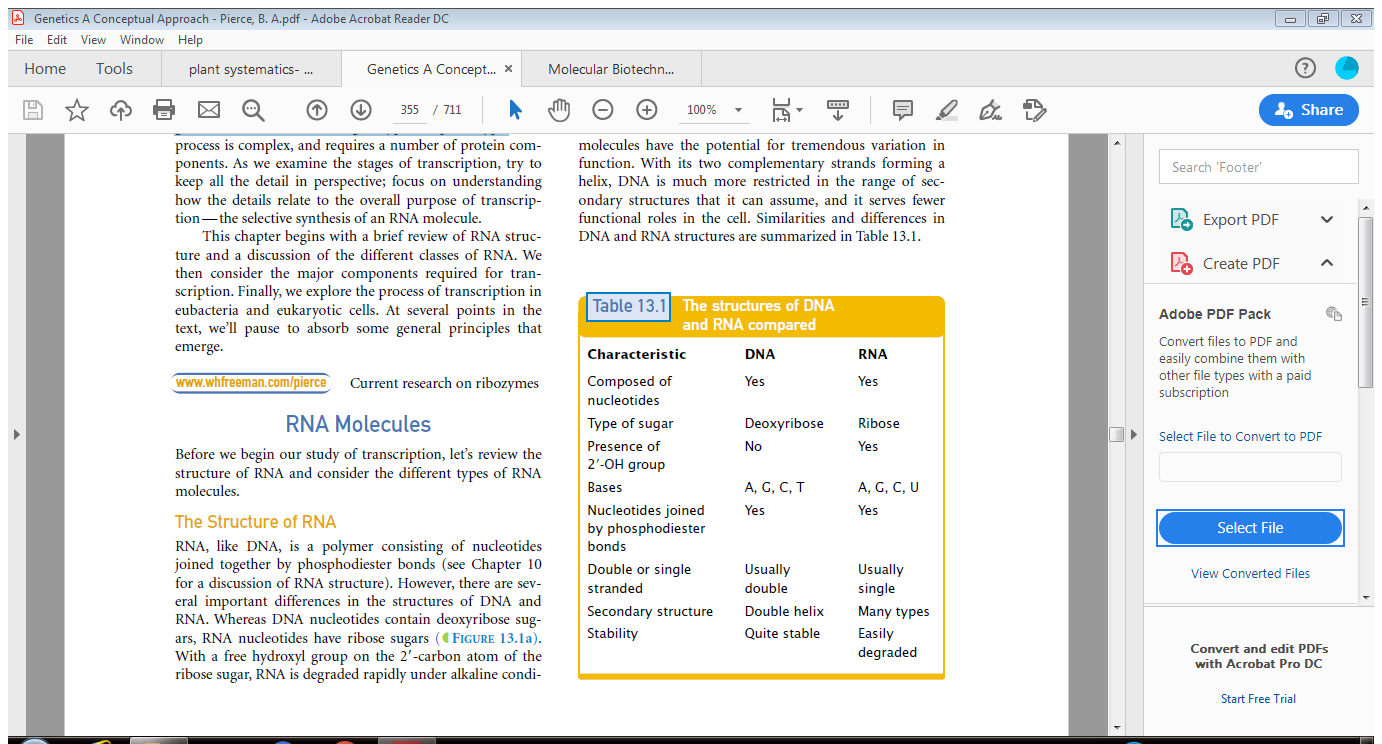 Genetics A Conceptual Approach - Pierce, B. A.pdf - Adobe Acrobat Reader DC
File Edit View Window Help
Home Tools plant systematics- ... Genetics A Concept... × Molecular Biotechn...
355 / 711 100% Share
process is complex, and requires a number of protein com-
ponents. As we examine the stages of transcription, try to
keep all the detail in perspective; focus on understanding
how the details relate to the overall purpose of transcrip-
tion—the selective synthesis of an RNA molecule.
This chapter begins with a brief review of RNA struc-
ture and a discussion of the different classes of RNA. We
then consider the major components required for tran-
scription. Finally, we explore the process of transcription in
eubacteria and eukaryotic cells. At several points in the
text, we'll pause to absorb some general principles that
emerge.
www.whfreeman.com/pierce Current research on ribozymes
RNA Molecules
Before we begin our study of transcription, let's review the
structure of RNA and consider the different types of RNA
molecules.
The Structure of RNA
RNA, like DNA, is a polymer consisting of nucleotides
joined together by phosphodiester bonds (see Chapter 10
for a discussion of RNA structure). However, there are sev-
eral important differences in the structures of DNA and
RNA. Whereas DNA nucleotides contain deoxyribose sug-
ars, RNA nucleotides have ribose sugars (FIGURE 13.1a).
With a free hydroxyl group on the 2′-carbon atom of the
ribose sugar, RNA is degraded rapidly under alkaline condi-
molecules have the potential for tremendous variation in
function. With its two complementary strands forming a
helix, DNA is much more restricted in the range of sec-
ondary structures that it can assume, and it serves fewer
functional roles in the cell. Similarities and differences in
DNA and RNA structures are summarized in Table 13.1.
Table 13.1 The structures of DNA
and RNA compared
Characteristic DNA RNA
Composed of Yes Yes
nucleotides
Type of sugar Deoxyribose Ribose
Presence of No Yes
2′-OH group
Bases A, G, C, T A, G, C, U
Nucleotides joined Yes Yes
by phosphodiester
bonds
Double or single Usually Usually
stranded double single
Secondary structure Double helix Many types
Stability Quite stable Easily
degraded
Search 'Footer'
Export PDF
Create PDF
Adobe PDF Pack
Convert files to PDF and
easily combine them with
other file types with a paid
subscription
Select File to Convert to PDF
Select File
View Converted Files
Convert and edit PDFs
with Acrobat Pro DC
Start Free Trial